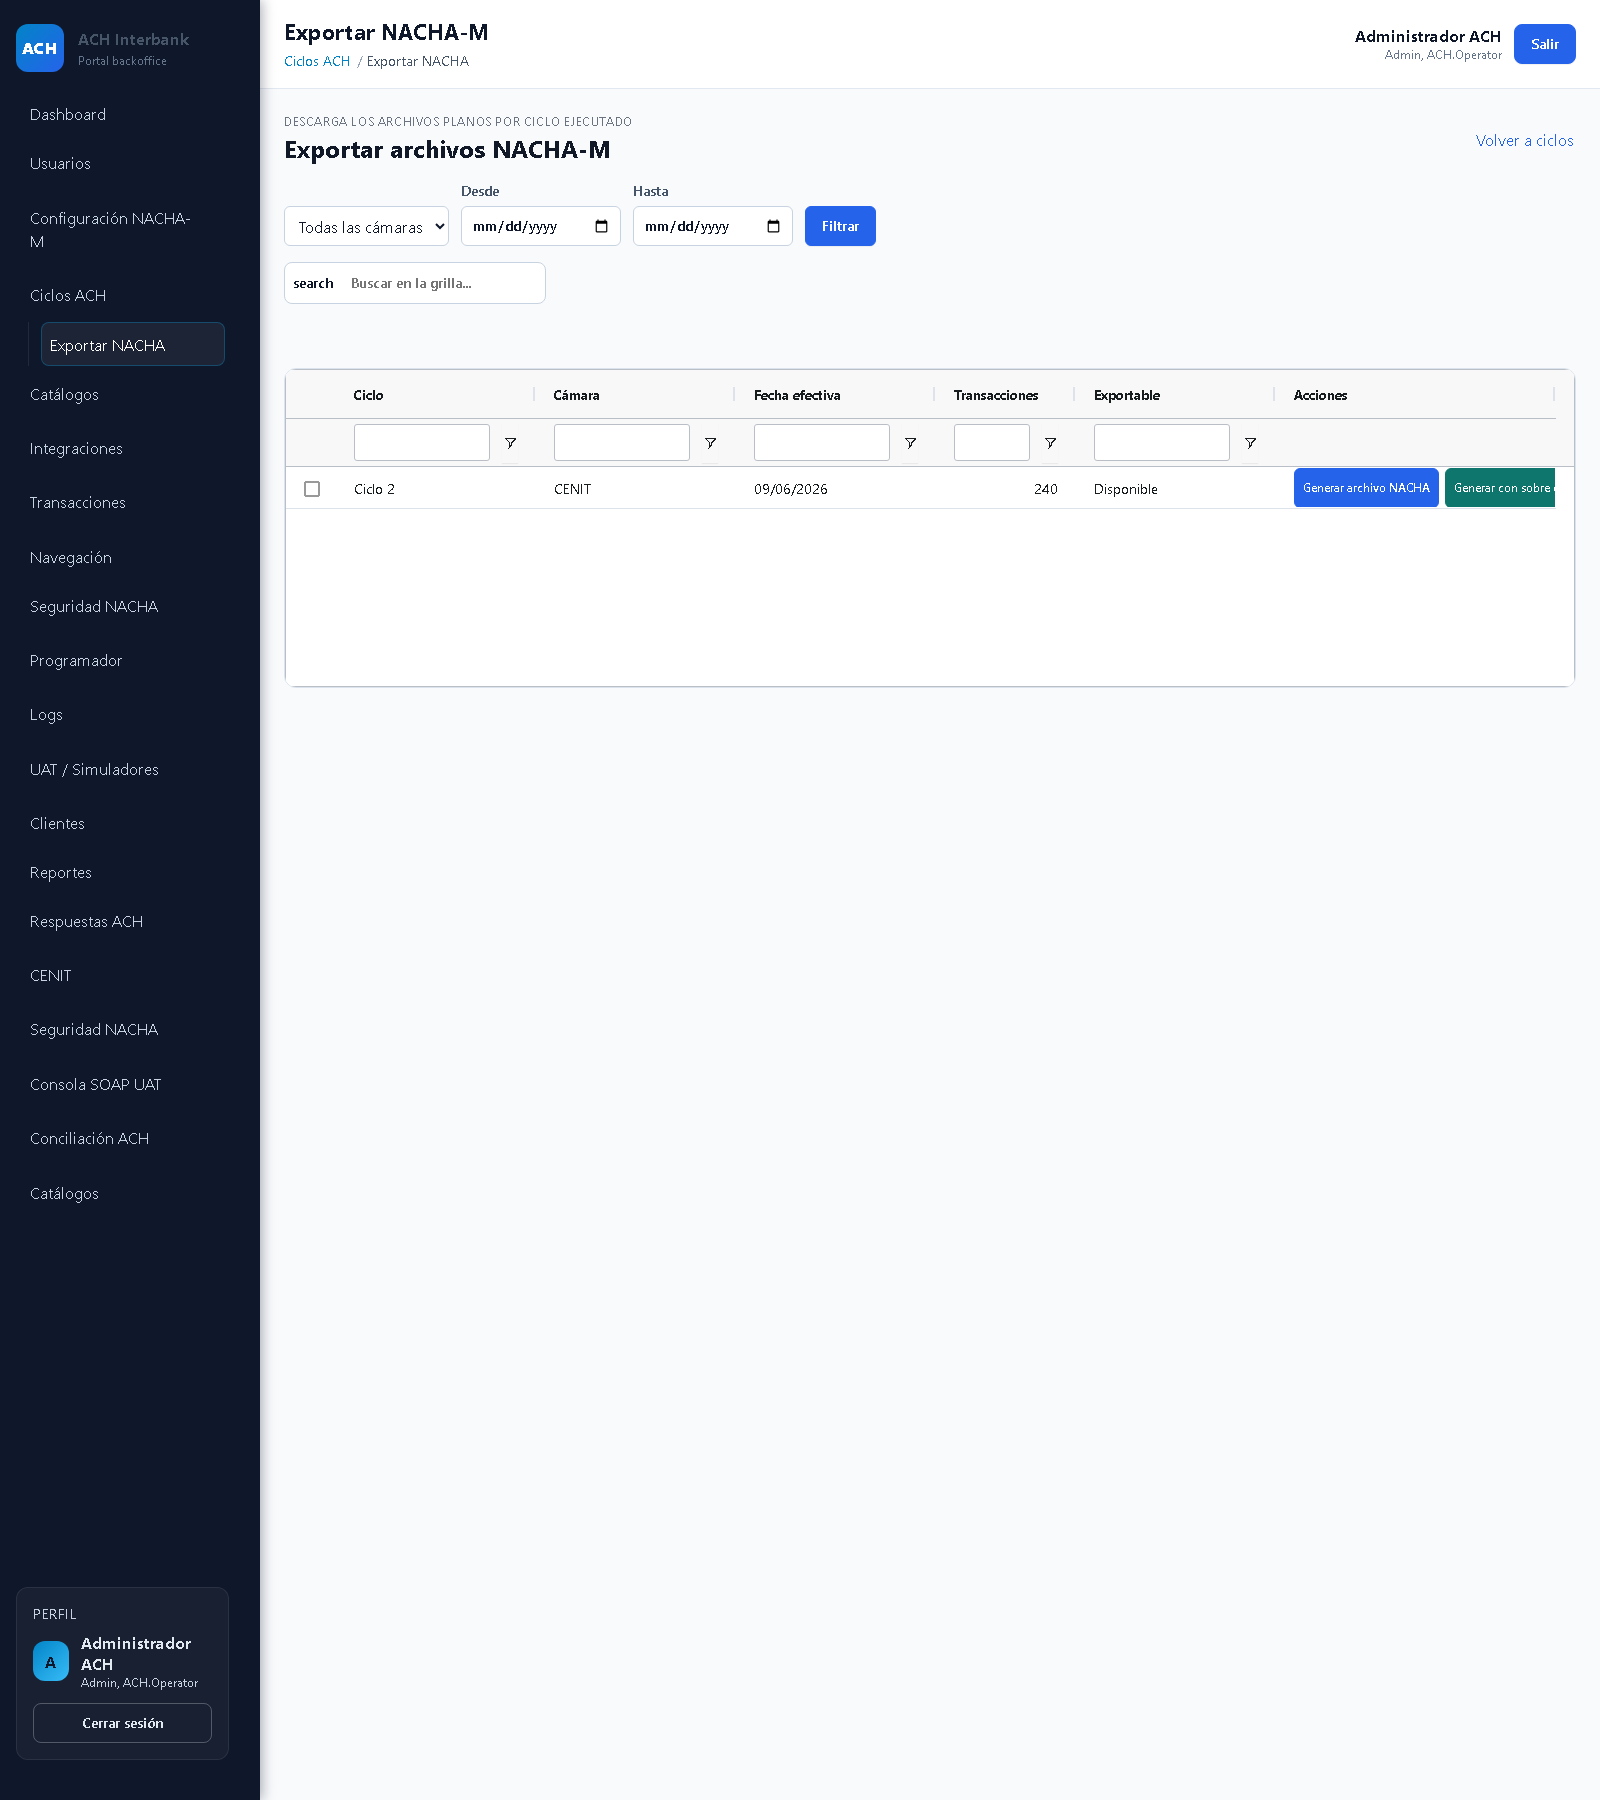 ACH
ACH Interbank
Portal backoffice
Dashboard
Usuarios
Configuración NACHA-
M
Ciclos ACH
Exportar NACHA
Catálogos
Integraciones
Transacciones
Navegación
Seguridad NACHA
Programador
Logs
UAT / Simuladores
Clientes
Reportes
Respuestas ACH
CENIT
Seguridad NACHA
Consola SOAP UAT
Conciliación ACH
Catálogos
PERFIL
A
Administrador
ACH
Admin, ACH.Operator
Cerrar sesión
Exportar NACHA-M
Ciclos ACH / Exportar NACHA
Administrador ACH
Admin, ACH.Operator
Salir
DESCARGA LOS ARCHIVOS PLANOS POR CICLO EJECUTADO
Exportar archivos NACHA-M
Volver a ciclos
Desde Hasta
Todas las cámaras mm/dd/yyyy mm/dd/yyyy Filtrar
search Buscar en la grilla...
Ciclo Cámara Fecha efectiva Transacciones Exportable Acciones
Ciclo 2 CENIT 09/06/2026 240 Disponible Generar archivo NACHA Generar con sobre